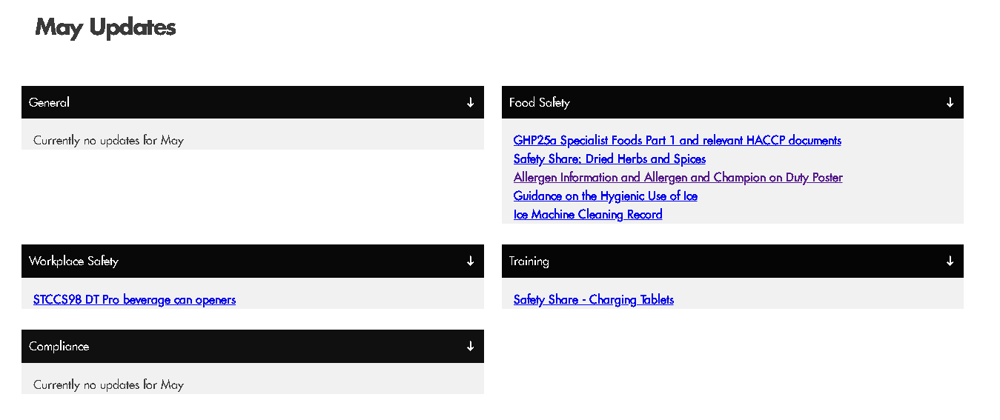 May Updates
General
Currently no updates for May
Food Safety
GHP25a Specialist Foods Part 1 and relevant HACCP documents
Safety Share: Dried Herbs and Spices
Allergen Information and Allergen and Champion on Duty Poster
Guidance on the Hygienic Use of Ice
Ice Machine Cleaning Record
Workplace Safety
STCCS98 DT Pro beverage can openers
Training
Safety Share - Charging Tablets
Compliance
Currently no updates for May